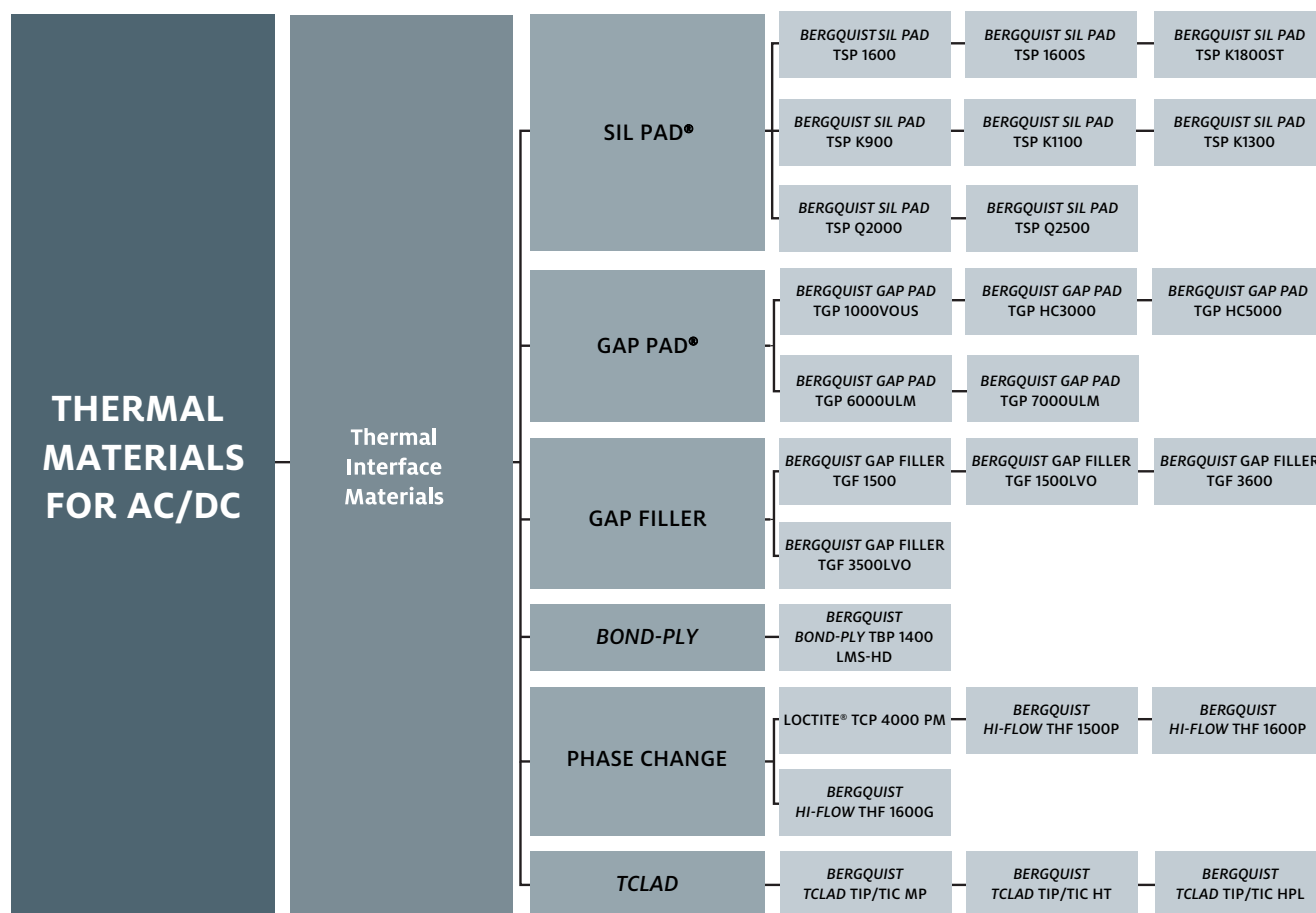 THERMAL
MATERIALS
FOR AC/DC
Thermal
Interface
Materials
SIL PAD®
BERGQUIST SIL PAD
TSP 1600
BERGQUIST SIL PAD
TSP 1600S
BERGQUIST SIL PAD
TSP K1800ST
BERGQUIST SIL PAD
TSP K900
BERGQUIST SIL PAD
TSP K1100
BERGQUIST SIL PAD
TSP K1300
BERGQUIST SIL PAD
TSP Q2000
BERGQUIST SIL PAD
TSP Q2500
GAP PAD®
BERGQUIST GAP PAD
TGP 1000VOUS
BERGQUIST GAP PAD
TGP HC3000
BERGQUIST GAP PAD
TGP HC5000
BERGQUIST GAP PAD
TGP 6000ULM
BERGQUIST GAP PAD
TGP 7000ULM
GAP FILLER
BERGQUIST GAP FILLER
TGF 1500
BERGQUIST GAP FILLER
TGF 1500LVO
BERGQUIST GAP FILLER
TGF 3600
BERGQUIST GAP FILLER
TGF 3500LVO
BOND-PLY
BERGQUIST
BOND-PLY TBP 1400
LMS-HD
PHASE CHANGE
LOCTITE® TCP 4000 PM
BERGQUIST
HI-FLOW THF 1500P
BERGQUIST
HI-FLOW THF 1600P
BERGQUIST
HI-FLOW THF 1600G
TCLAD
BERGQUIST
TCLAD TIP/TIC MP
BERGQUIST
TCLAD TIP/TIC HT
BERGQUIST
TCLAD TIP/TIC HPL